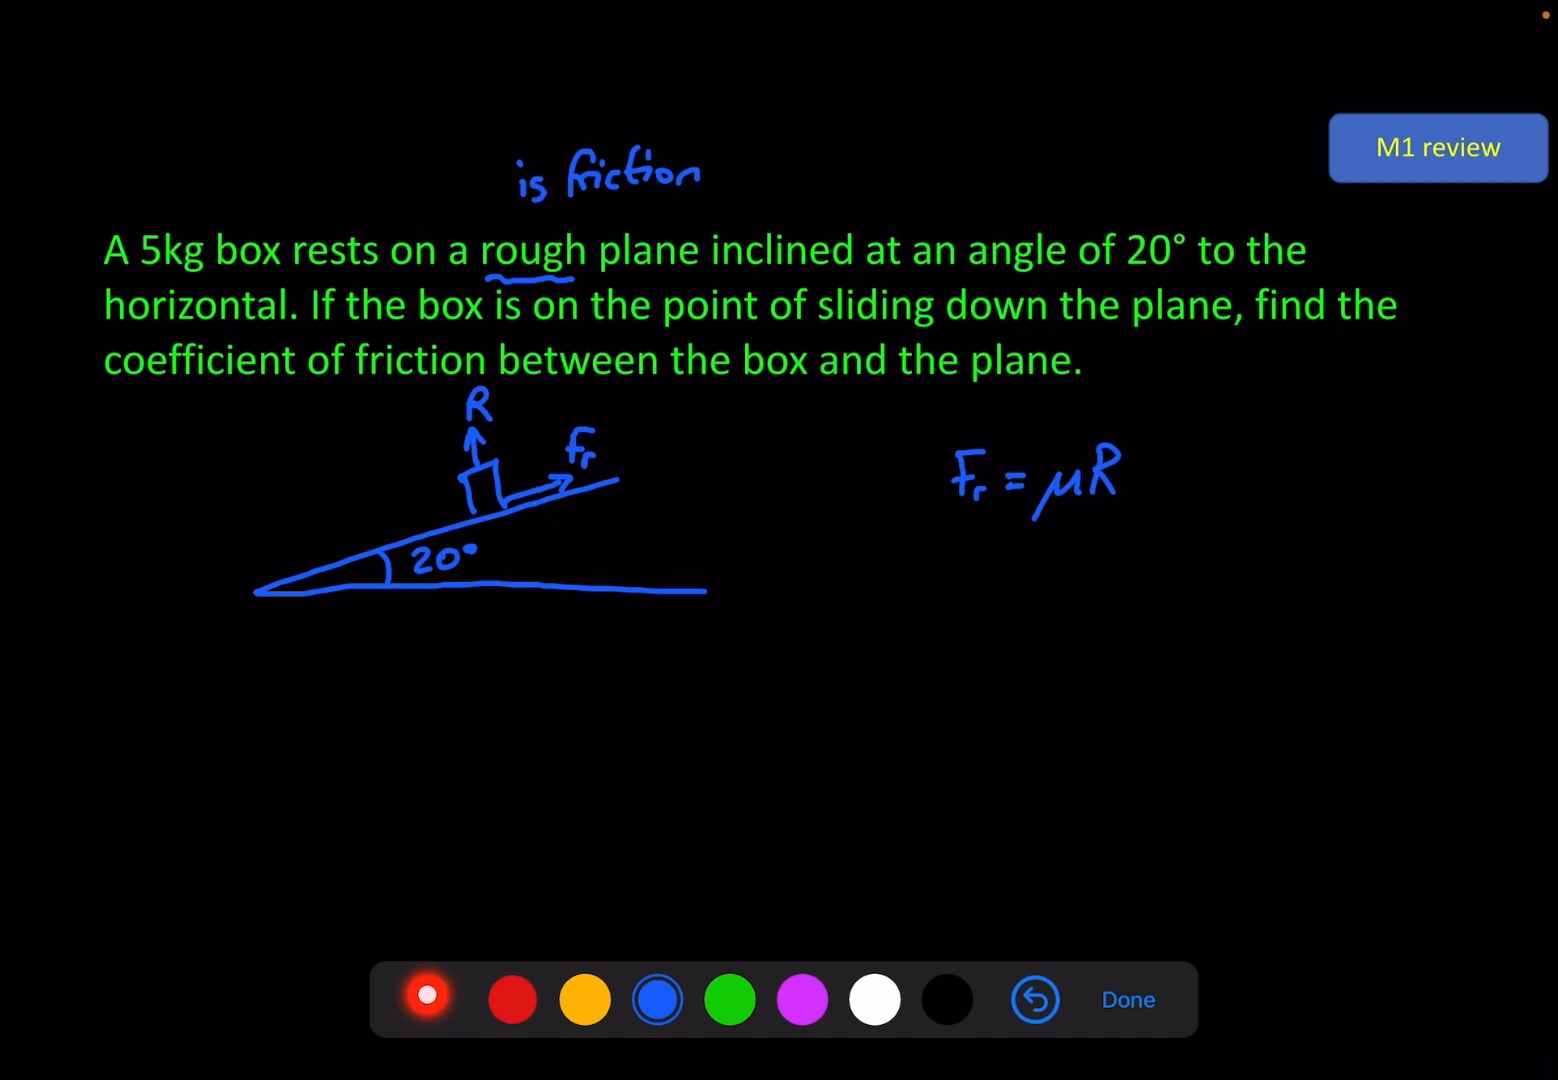 M1 review
is friction
A 5kg box rests on a rough plane inclined at an angle of 20° to the
horizontal. If the box is on the point of sliding down the plane, find the
coefficient of friction between the box and the plane.
R
Fr
Fr = μR
20°
Done